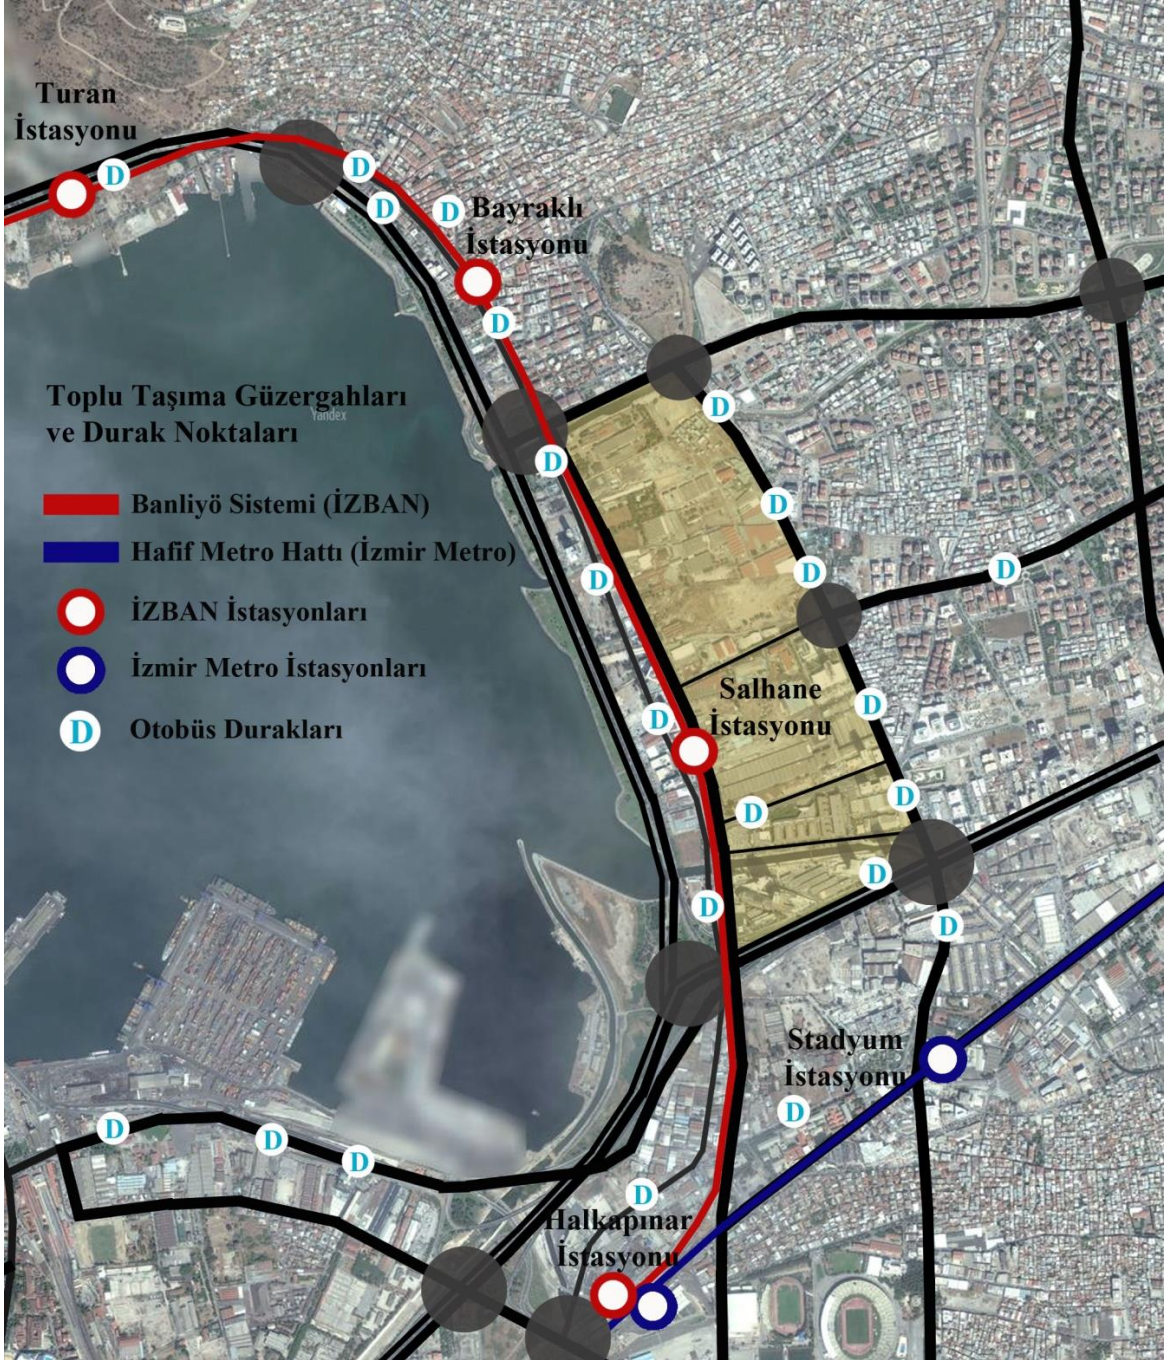 Turan
İstasyonu
D
D
D
D
Bayraklı
İstasyonu
D
Toplu Taşıma Güzergahları
ve Durak Noktaları
Yandex
Banliyö Sistemi (İZBAN)
Hafif Metro Hattı (İzmir Metro)
İZBAN İstasyonları
İzmir Metro İstasyonları
D Otobüs Durakları
D
D
D
D
D
D
Salhane
İstasyonu
D
D
D
D
D
D
D
Stadyum
İstasyonu
D
D
D
D
D
Halkapınar
İstasyonu